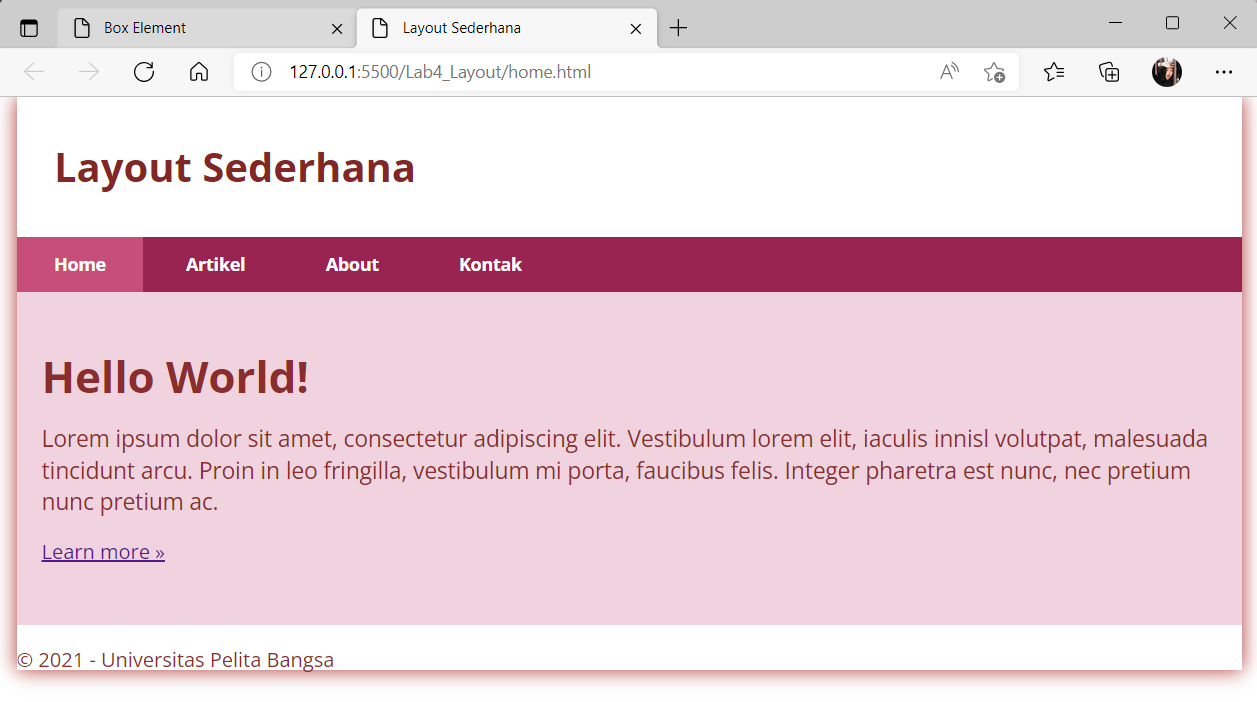 Box Element
Layout Sederhana
127.0.0.1:5500/Lab4_Layout/home.html
Layout Sederhana
Home Artikel About Kontak
Hello World!
Lorem ipsum dolor sit amet, consectetur adipiscing elit. Vestibulum lorem elit, iaculis innisl volutpat, malesuada
tincidunt arcu. Proin in leo fringilla, vestibulum mi porta, faucibus felis. Integer pharetra est nunc, nec pretium
nunc pretium ac.
Learn more »
© 2021 - Universitas Pelita Bangsa